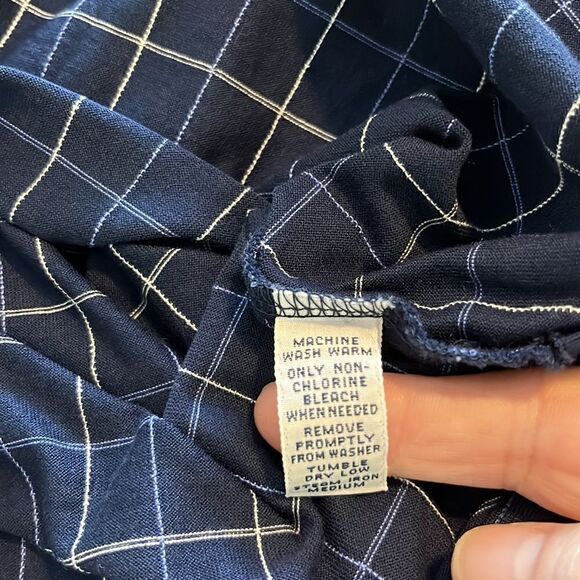 MACHINE
WASH WARM
ONLY NON-
CHLORINE
BLEACH
WHEN NEEDED
REMOVE
PROMPTLY
FROM WASHER
TUMBLE
DRY LOW
STEAM IRON
MEDIUM